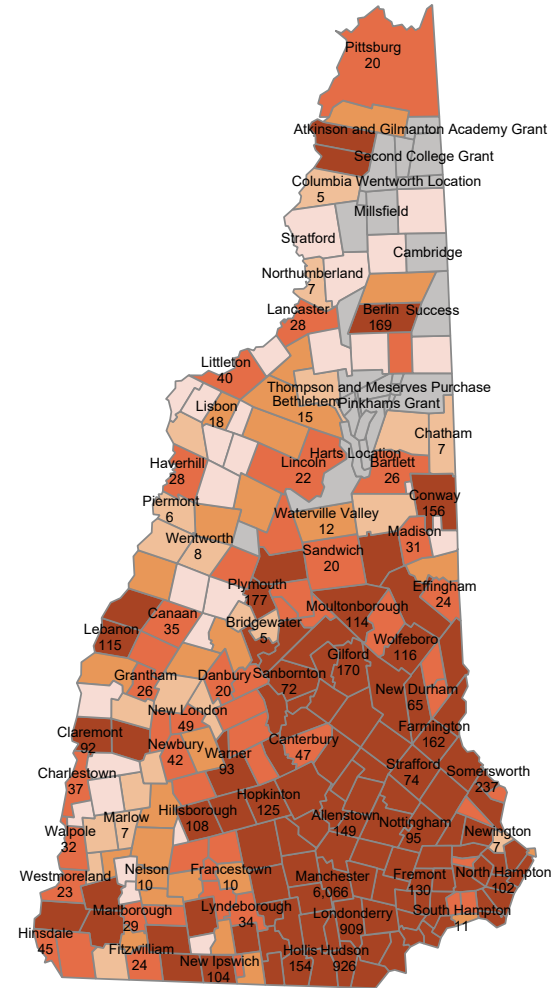 Pittsburg
20
Atkinson and Gilmanton Academy Grant
Second College Grant
Columbia
5
Wentworth Location
Millsfield
Stratford
Cambridge
Northumberland
7
Lancaster
28
Berlin
169
Success
Littleton
40
Thompson and Meserves Purchase
Bethlehem
15
Pinkhams Grant
Lisbon
18
Chatham
7
Harts Location
Haverhill
28
Lincoln
22
Bartlett
26
Conway
156
Piermont
6
Waterville Valley
12
Madison
31
Wentworth
8
Sandwich
20
Plymouth
177
Effingham
24
Moultonborough
114
Canaan
35
Bridgewater
5
Lebanon
115
Wolfeboro
116
Gilford
170
Grantham
26
Danbury
20
Sanbornton
72
New Durham
65
New London
49
Claremont
92
Farmington
162
Newbury
42
Warner
93
Canterbury
47
Charlestown
37
Strafford
74
Somersworth
237
Hopkinton
125
Hillsborough
108
Allenstown
149
Nottingham
95
Marlow
7
Walpole
32
Newington
7
Westmoreland
23
Nelson
10
Francestown
10
Manchester
6,066
Fremont
130
North Hampton
102
Marlborough
29
Lyndeborough
34
Londonderry
909
South Hampton
11
Hinsdale
45
Fitzwilliam
24
New Ipswich
104
Hollis
154
Hudson
926